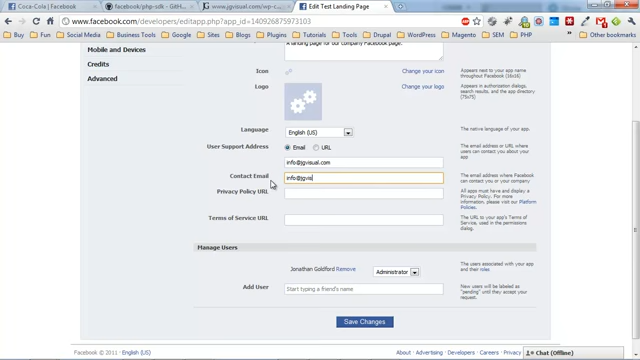 Coca-Cola
github/php-sdk - GitH...
www.jgvisual.com/wp-c
Edit Test Landing Page
www.facebook.com/developers/editapp.php?app_id=140926875973103
Social Media
Business Tools
Google
Tools
Tutorials
Drupal
Wordpress
Magento
SEM
PHP
»
Other bookmarks
Mobile and Devices
Credits
Advanced
A landing page for our company Facebook page.
Icon
Change your icon
Appears next to your app name throughout Facebook (16x16)
Logo
Change your logo
Appears in authorization dialogs, search results, and the app directory (75x75)
Language
English (US)
The native language of your app.
User Support Address
Email
URL
The email address or URL where users can contact you about your app
info@jgvisual.com
Contact Email
info@jgvis
The email address where Facebook can contact you or your company
Privacy Policy URL
All apps must have and display a Privacy Policy. For more information, please visit our Platform Policies.
Terms of Service URL
The URL to your app's Terms of Service, used in the permissions dialog.
Manage Users
Jonathan Goldford Remove
Administrator
The users associated with your app and their roles
Add User
Start typing a friend's name
New users will be labeled as "pending" until they accept your request.
Save Changes
Facebook © 2011 · English (US)
About · Advertising · Developers · Careers · Privacy
Chat (Offline)